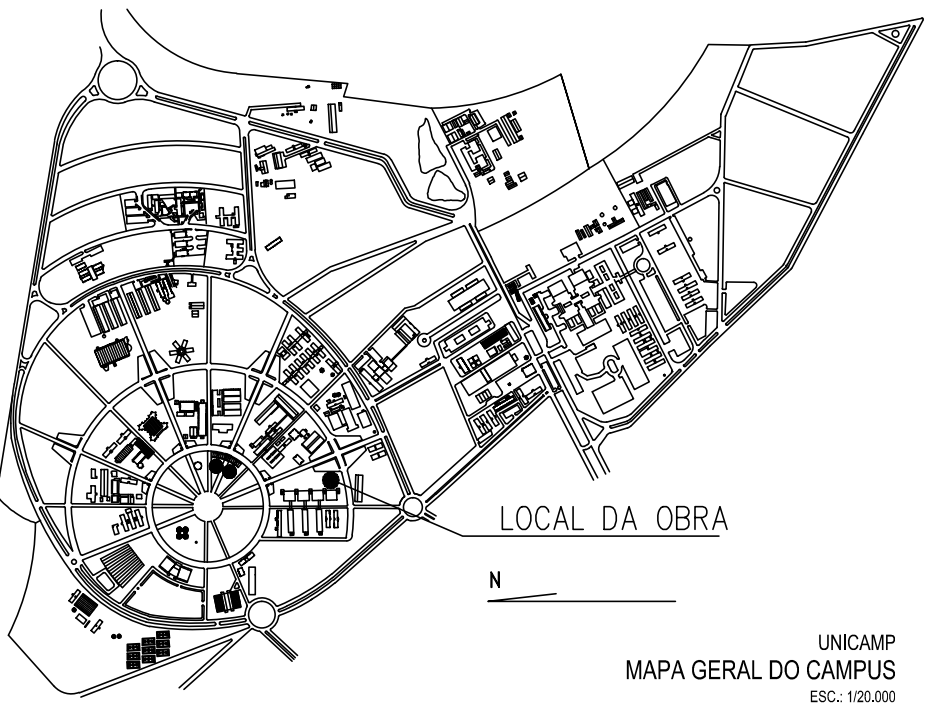 LOCAL DA OBRA
N
UNICAMP
MAPA GERAL DO CAMPUS
ESC.: 1/20.000